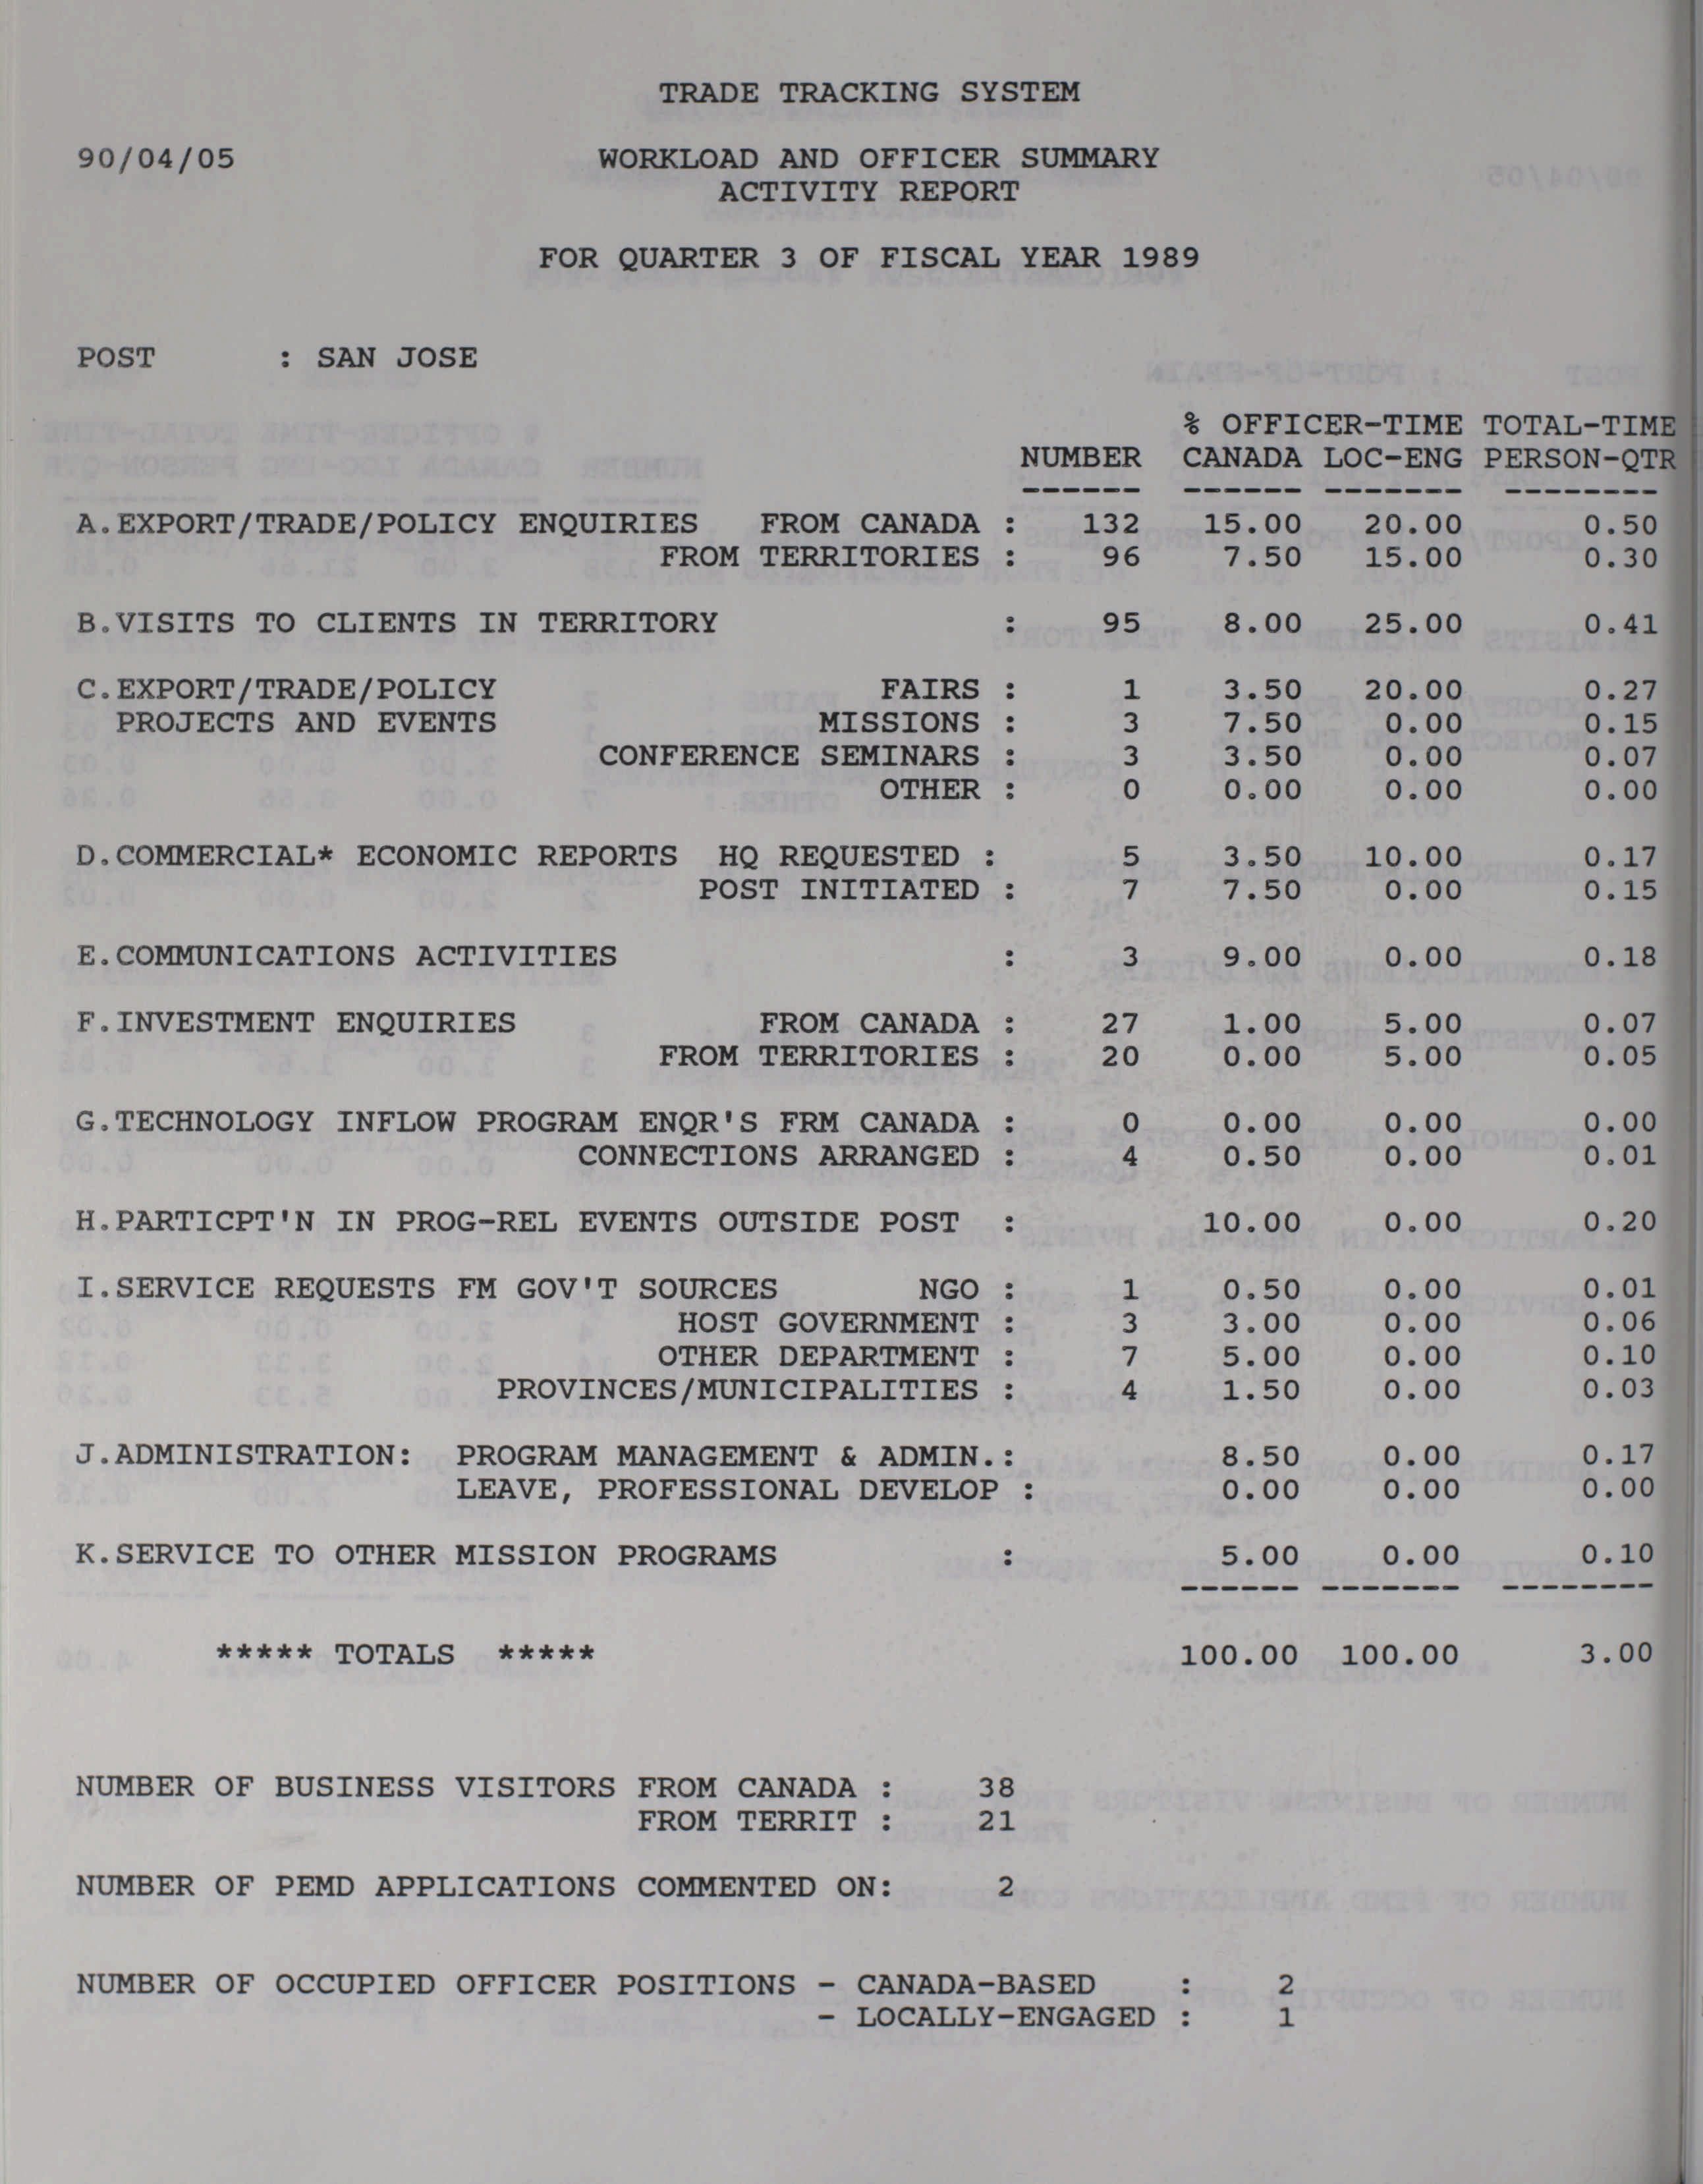 TRADE TRACKING SYSTEM
90/04/05 WORKLOAD AND OFFICER SUMMARY
ACTIVITY REPORT
FOR QUARTER 3 OF FISCAL YEAR 1989
POST : SAN JOSE
% OFFICER-TIME TOTAL-TIME
NUMBER CANADA LOC-ENG PERSON-QTR
------ ------ ------- --------
A.EXPORT/TRADE/POLICY ENQUIRIES FROM CANADA : 132 15.00 20.00 0.50
FROM TERRITORIES : 96 7.50 15.00 0.30
B.VISITS TO CLIENTS IN TERRITORY : 95 8.00 25.00 0.41
C.EXPORT/TRADE/POLICY FAIRS : 1 3.50 20.00 0.27
PROJECTS AND EVENTS MISSIONS : 3 7.50 0.00 0.15
CONFERENCE SEMINARS : 3 3.50 0.00 0.07
OTHER : 0 0.00 0.00 0.00
D.COMMERCIAL* ECONOMIC REPORTS HQ REQUESTED : 5 3.50 10.00 0.17
POST INITIATED : 7 7.50 0.00 0.15
E.COMMUNICATIONS ACTIVITIES : 3 9.00 0.00 0.18
F.INVESTMENT ENQUIRIES FROM CANADA : 27 1.00 5.00 0.07
FROM TERRITORIES : 20 0.00 5.00 0.05
G.TECHNOLOGY INFLOW PROGRAM ENQR'S FRM CANADA : 0 0.00 0.00 0.00
CONNECTIONS ARRANGED : 4 0.50 0.00 0.01
H.PARTICPT'N IN PROG-REL EVENTS OUTSIDE POST : 10.00 0.00 0.20
I.SERVICE REQUESTS FM GOV'T SOURCES NGO : 1 0.50 0.00 0.01
HOST GOVERNMENT : 3 3.00 0.00 0.06
OTHER DEPARTMENT : 7 5.00 0.00 0.10
PROVINCES/MUNICIPALITIES : 4 1.50 0.00 0.03
J.ADMINISTRATION: PROGRAM MANAGEMENT & ADMIN.: 8.50 0.00 0.17
LEAVE, PROFESSIONAL DEVELOP : 0.00 0.00 0.00
K.SERVICE TO OTHER MISSION PROGRAMS : 5.00 0.00 0.10
------ ------- --------
***** TOTALS ***** 100.00 100.00 3.00
NUMBER OF BUSINESS VISITORS FROM CANADA : 38
FROM TERRIT : 21
NUMBER OF PEMD APPLICATIONS COMMENTED ON: 2
NUMBER OF OCCUPIED OFFICER POSITIONS - CANADA-BASED : 2
- LOCALLY-ENGAGED : 1